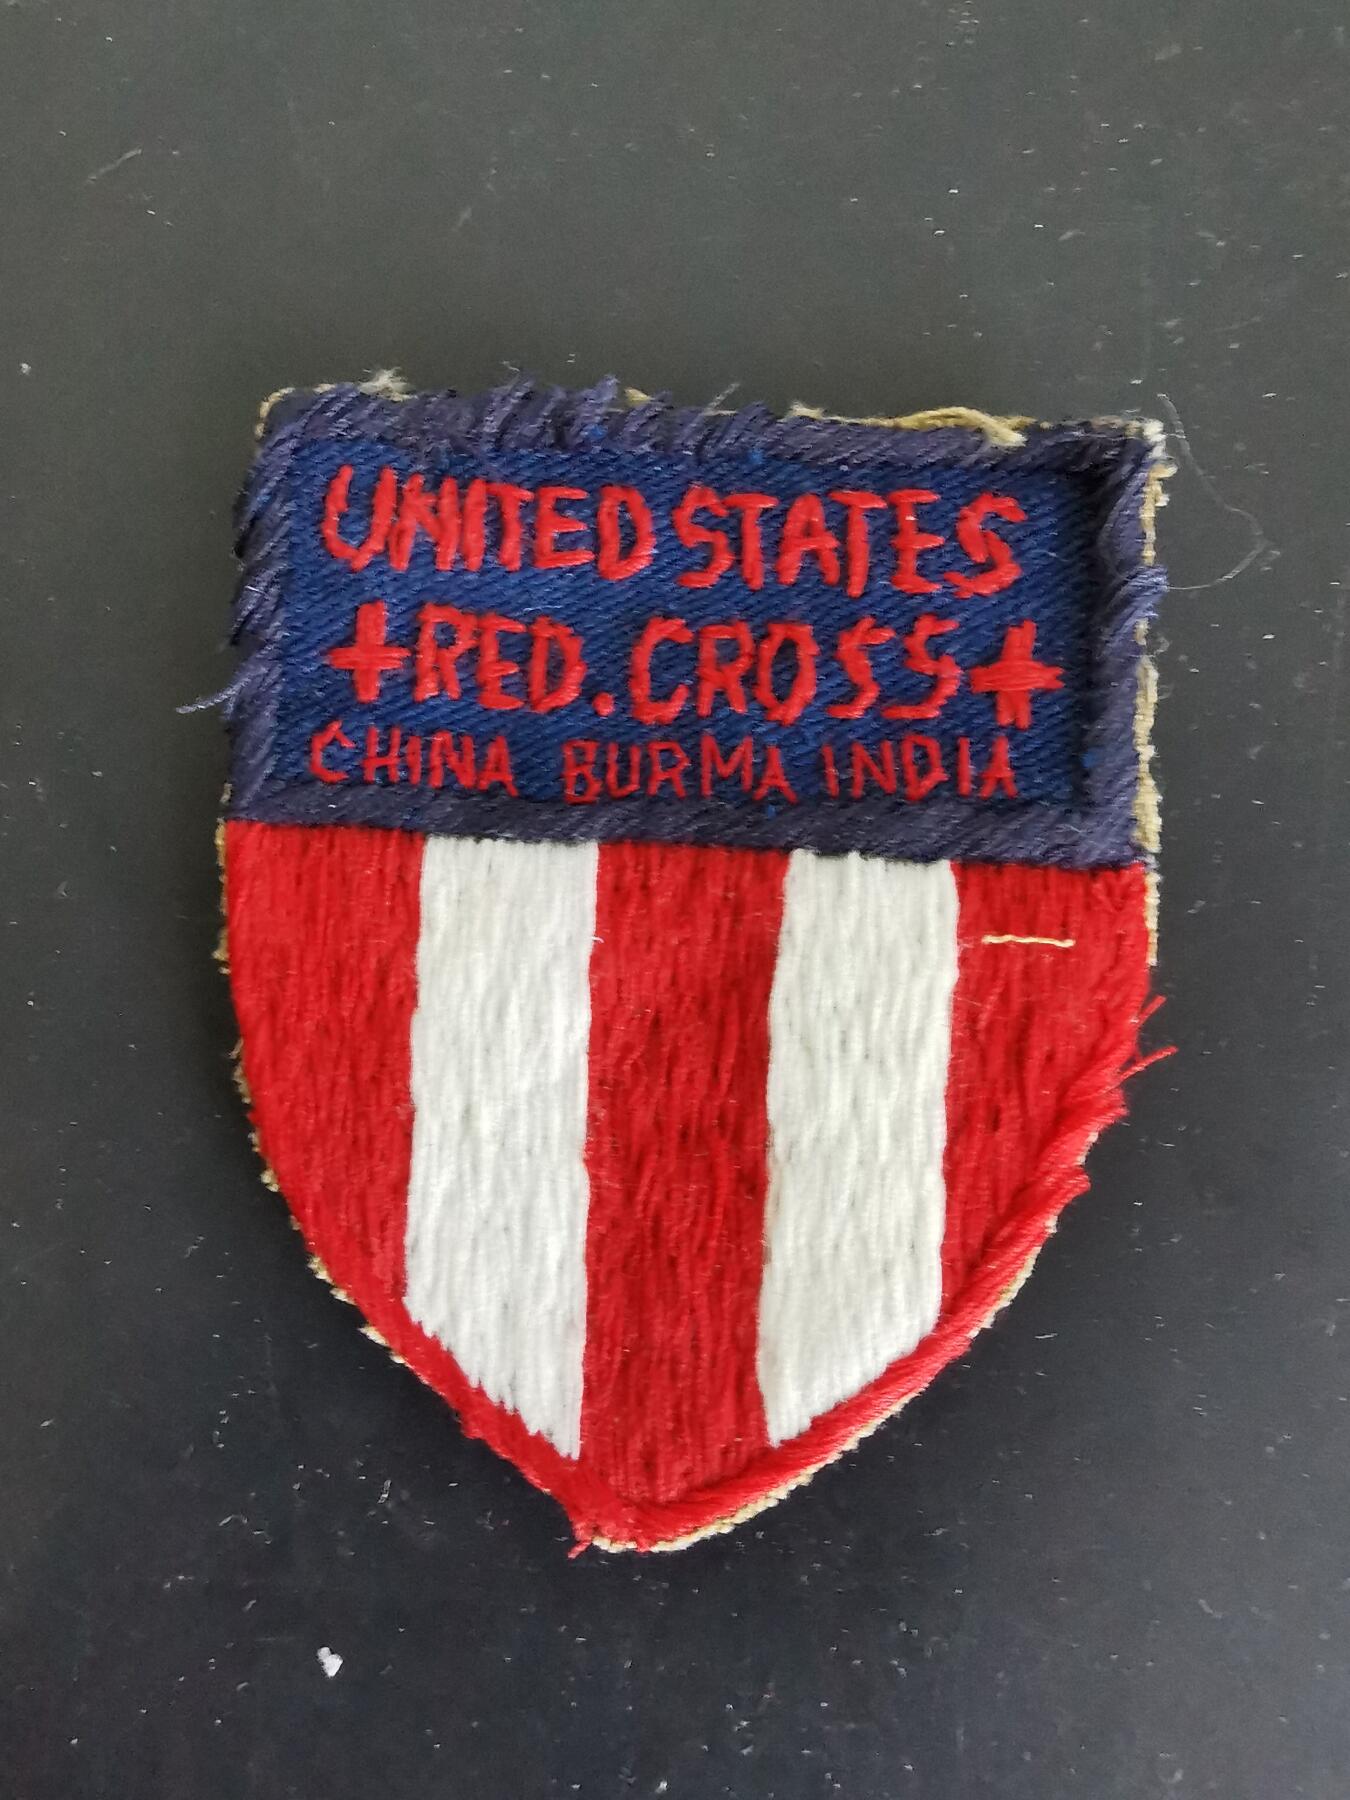 UNITED STATES
+RED.CROSS+
CHINA BURMA INDIA